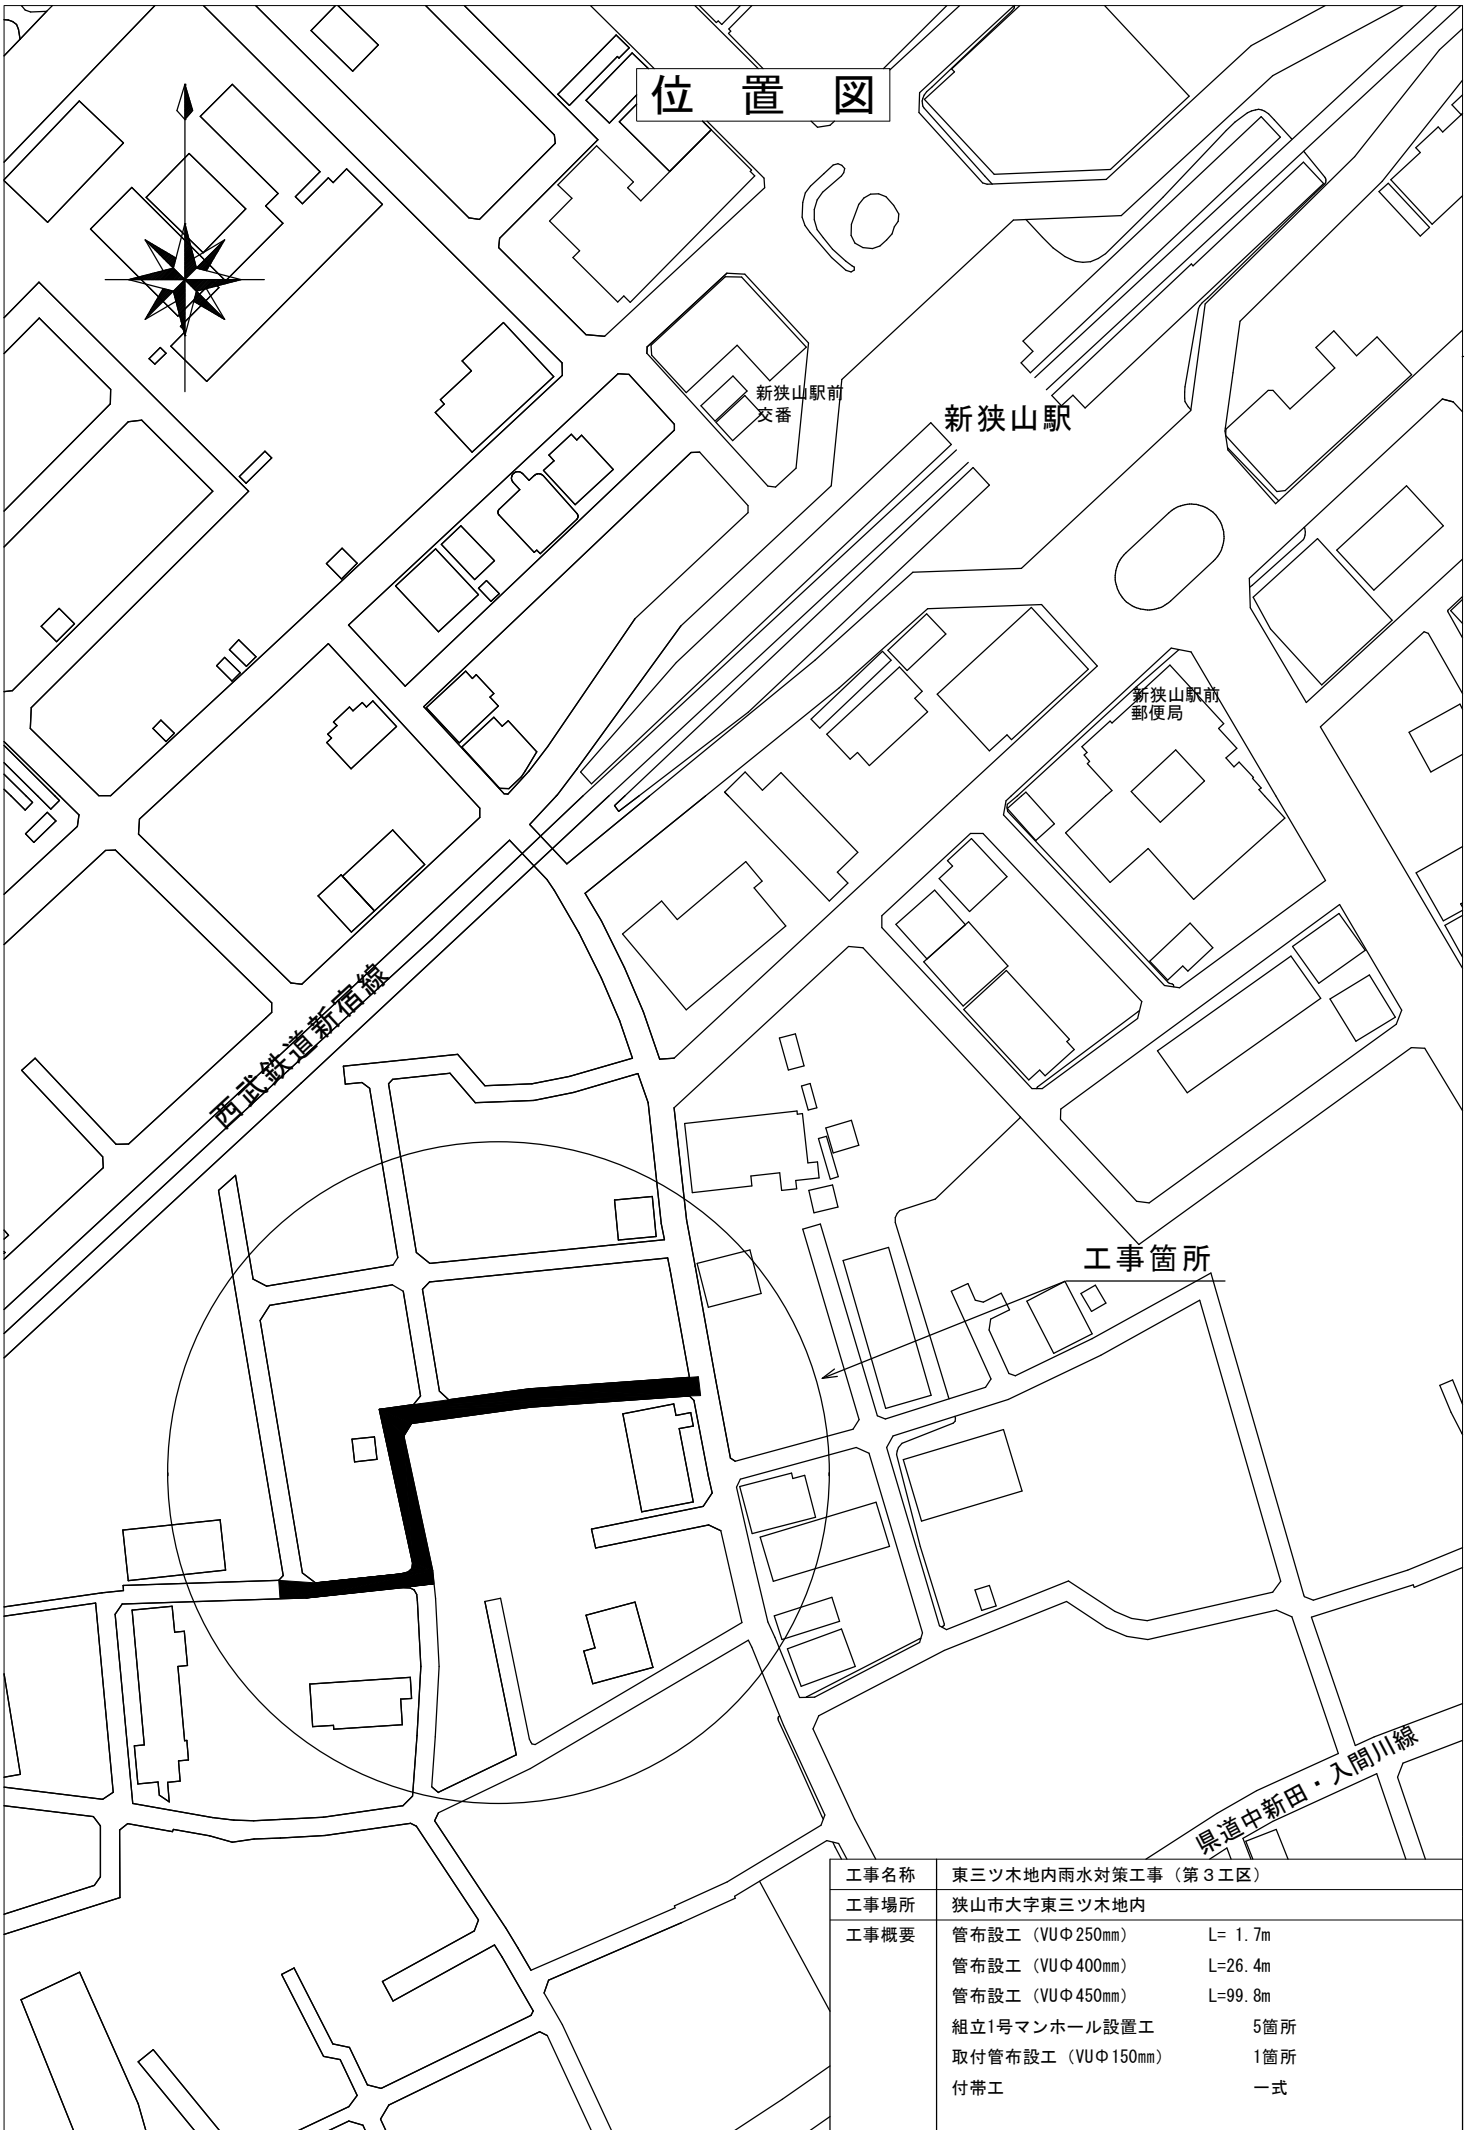 位　置　図
新狭山駅前
交番
新狭山駅
新狭山駅前
郵便局
西武鉄道新宿線
工事箇所
県道中新田・入間川線
工事名称　東三ツ木地内雨水対策工事（第３工区）
工事場所　狭山市大字東三ツ木地内
工事概要　管布設工（VUΦ250mm）　L= 1.7m
管布設工（VUΦ400mm）　L=26.4m
管布設工（VUΦ450mm）　L=99.8m
組立1号マンホール設置工　5箇所
取付管布設工（VUΦ150mm）　1箇所
付帯工　一式